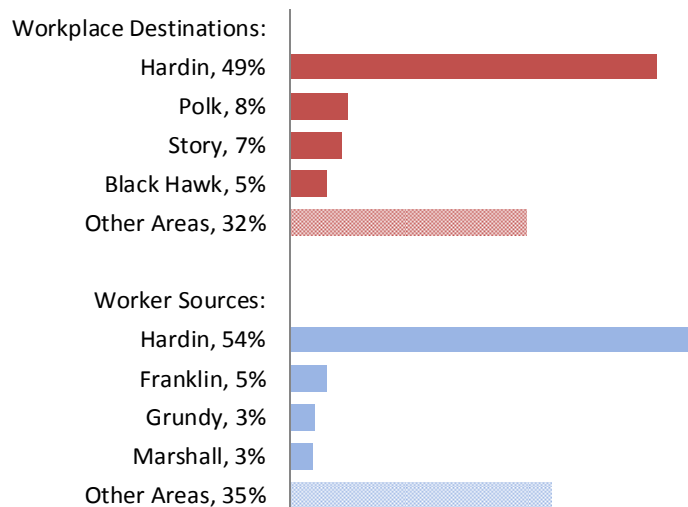 Workplace Destinations:
Hardin, 49%
Polk, 8%
Story, 7%
Black Hawk, 5%
Other Areas, 32%
Worker Sources:
Hardin, 54%
Franklin, 5%
Grundy, 3%
Marshall, 3%
Other Areas, 35%